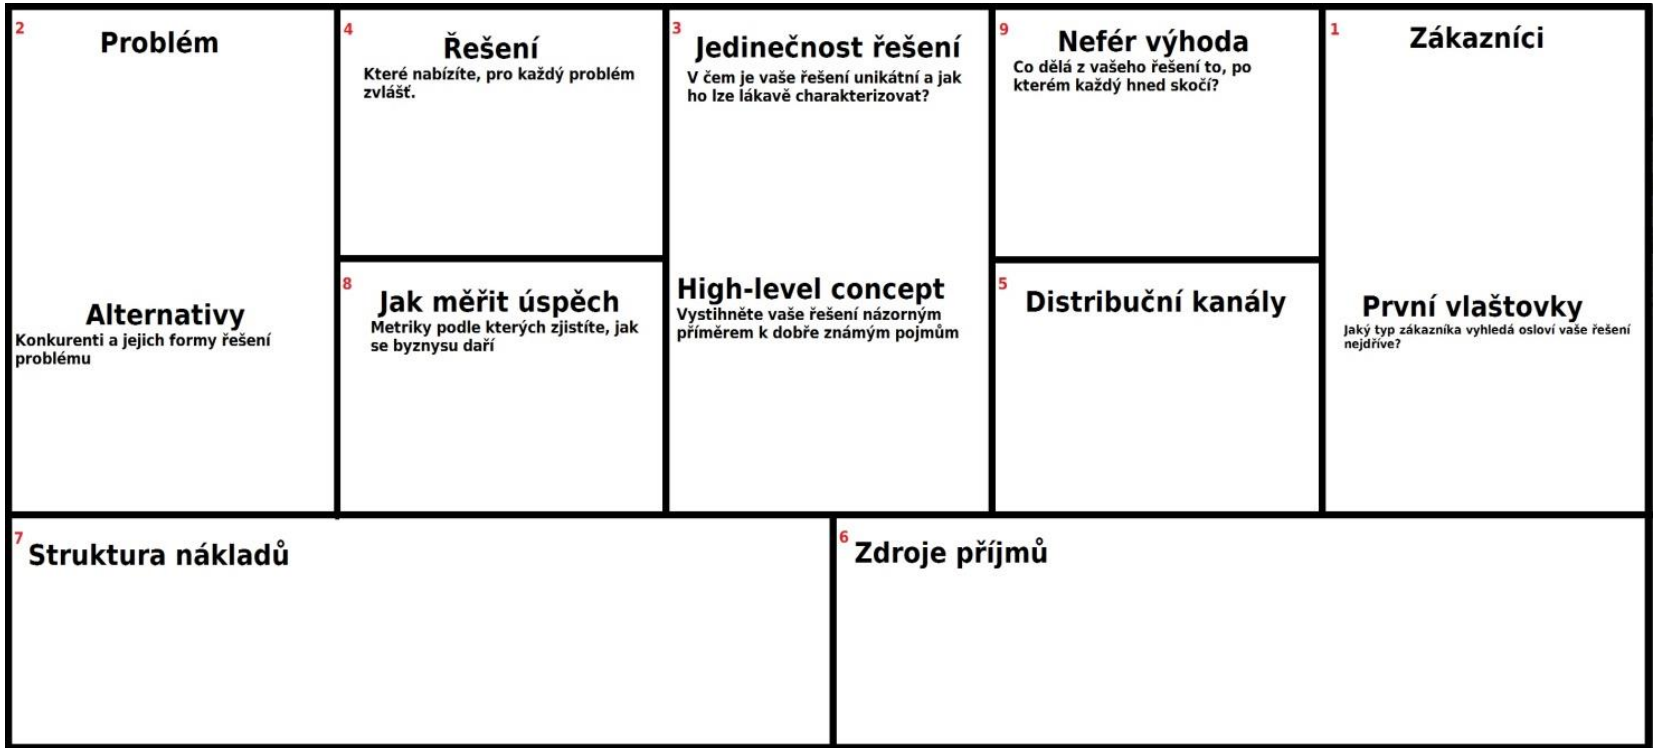 2
Problém
Alternativy
Konkurenti a jejich formy řešení
problému
4
Řešení
Které nabízíte, pro každý problém
zvlášť.
8
Jak měřit úspěch
Metriky podle kterých zjistíte, jak
se byznysu daří
3
Jedinečnost řešení
V čem je vaše řešení unikátní a jak
ho lze lákavě charakterizovat?
High-level concept
Vystihněte vaše řešení názorným
příměrem k dobře známým pojmům
9
Nefér výhoda
Co dělá z vašeho řešení to, po
kterém každý hned skočí?
5
Distribuční kanály
1
Zákazníci
První vlaštovky
Jaký typ zákazníka vyhledá osloví vaše řešení
nejdříve?
7
Struktura nákladů
6
Zdroje příjmů